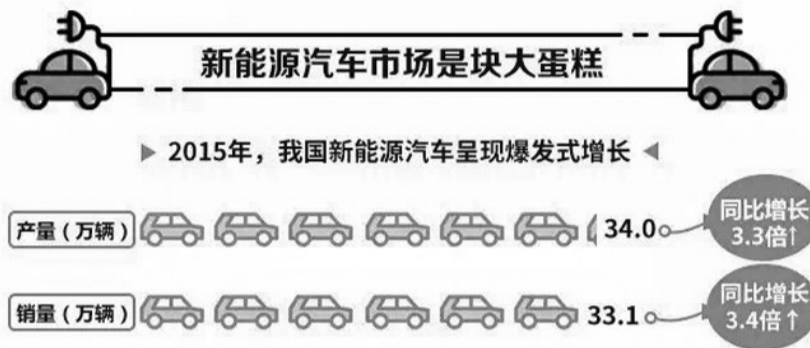 新能源汽车市场是块大蛋糕
2015年，我国新能源汽车呈现爆发式增长
产量（万辆） 34.0 同比增长
3.3倍↑
销量（万辆） 33.1 同比增长
3.4倍↑